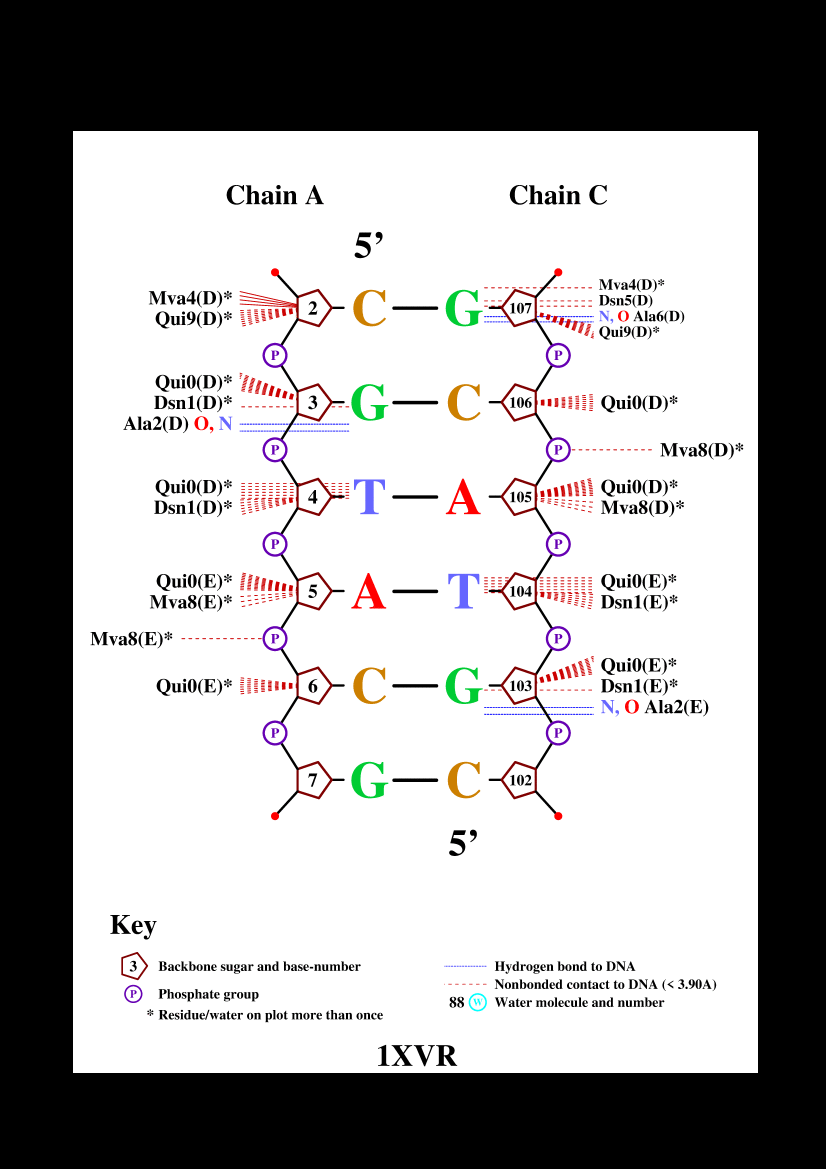 Chain A Chain C
5’
Mva4(D)* 2 C G 107 Mva4(D)*
Qui9(D)* Dsn5(D)
N, O Ala6(D)
Qui9(D)*
P P
Qui0(D)* 3 G C 106 Qui0(D)*
Dsn1(D)*
Ala2(D) O, N
P P Mva8(D)*
Qui0(D)* 4 T A 105 Qui0(D)*
Dsn1(D)* Mva8(D)*
P P
Qui0(E)* 5 A T 104 Qui0(E)*
Mva8(E)* Dsn1(E)*
Mva8(E)* P P
Qui0(E)* 6 C G 103 Qui0(E)*
Dsn1(E)*
N, O Ala2(E)
P P
7 G C 102
5’
Key
3 Backbone sugar and base-number
P Phosphate group
* Residue/water on plot more than once
Hydrogen bond to DNA
Nonbonded contact to DNA (< 3.90A)
88 W Water molecule and number
1XVR